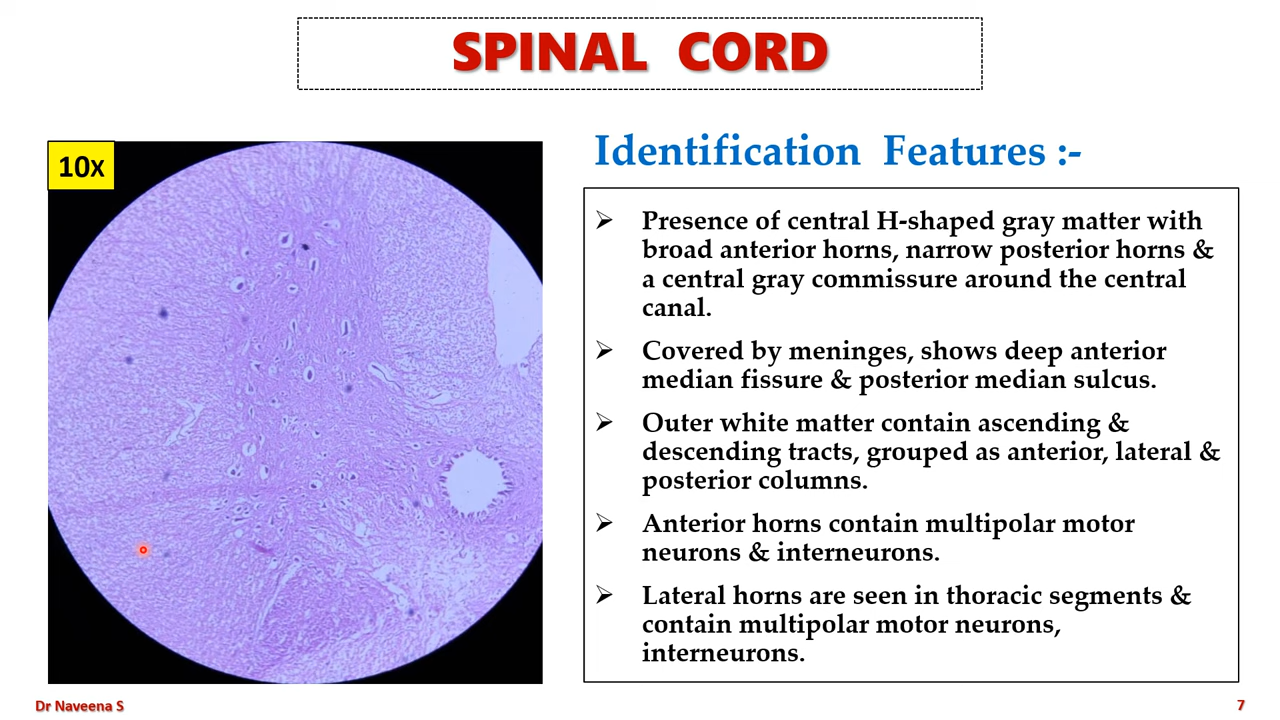 SPINAL CORD
10x
Identification Features :-
➢ Presence of central H-shaped gray matter with
broad anterior horns, narrow posterior horns &
a central gray commissure around the central
canal.
➢ Covered by meninges, shows deep anterior
median fissure & posterior median sulcus.
➢ Outer white matter contain ascending &
descending tracts, grouped as anterior, lateral &
posterior columns.
➢ Anterior horns contain multipolar motor
neurons & interneurons.
➢ Lateral horns are seen in thoracic segments &
contain multipolar motor neurons,
interneurons.
Dr Naveena S
7